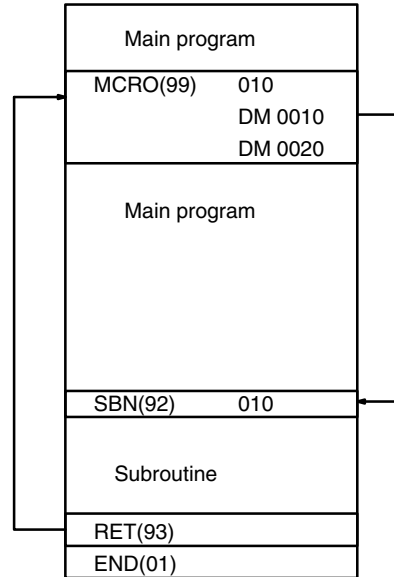 Main program
MCRO(99) 010
DM 0010
DM 0020
Main program
SBN(92) 010
Subroutine
RET(93)
END(01)